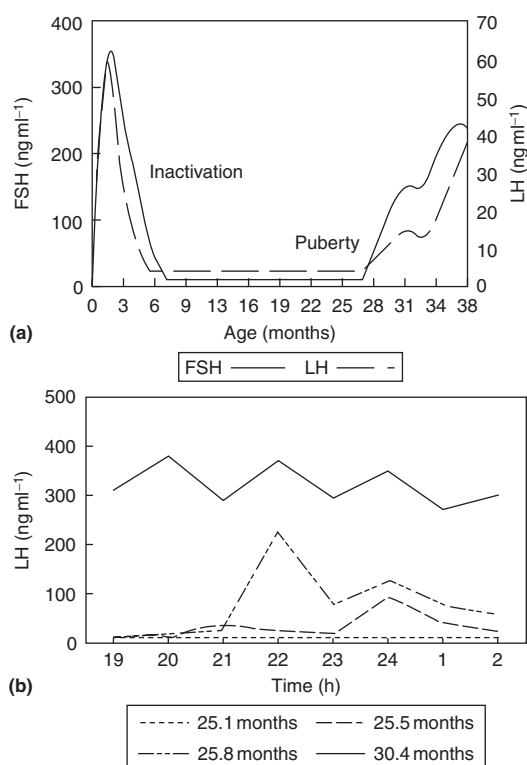 400
300
200
100
0
FSH (ng ml⁻¹)
70
60
50
40
30
20
10
0
LH (ng ml⁻¹)
Inactivation
Puberty
0 3 6 9 13 16 19 22 25 28 31 34 38
Age (months)
(a)
FSH LH
500
400
300
200
100
0
LH (ng ml⁻¹)
19 20 21 22 23 24 1 2
Time (h)
(b)
25.1 months 25.5 months
25.8 months 30.4 months